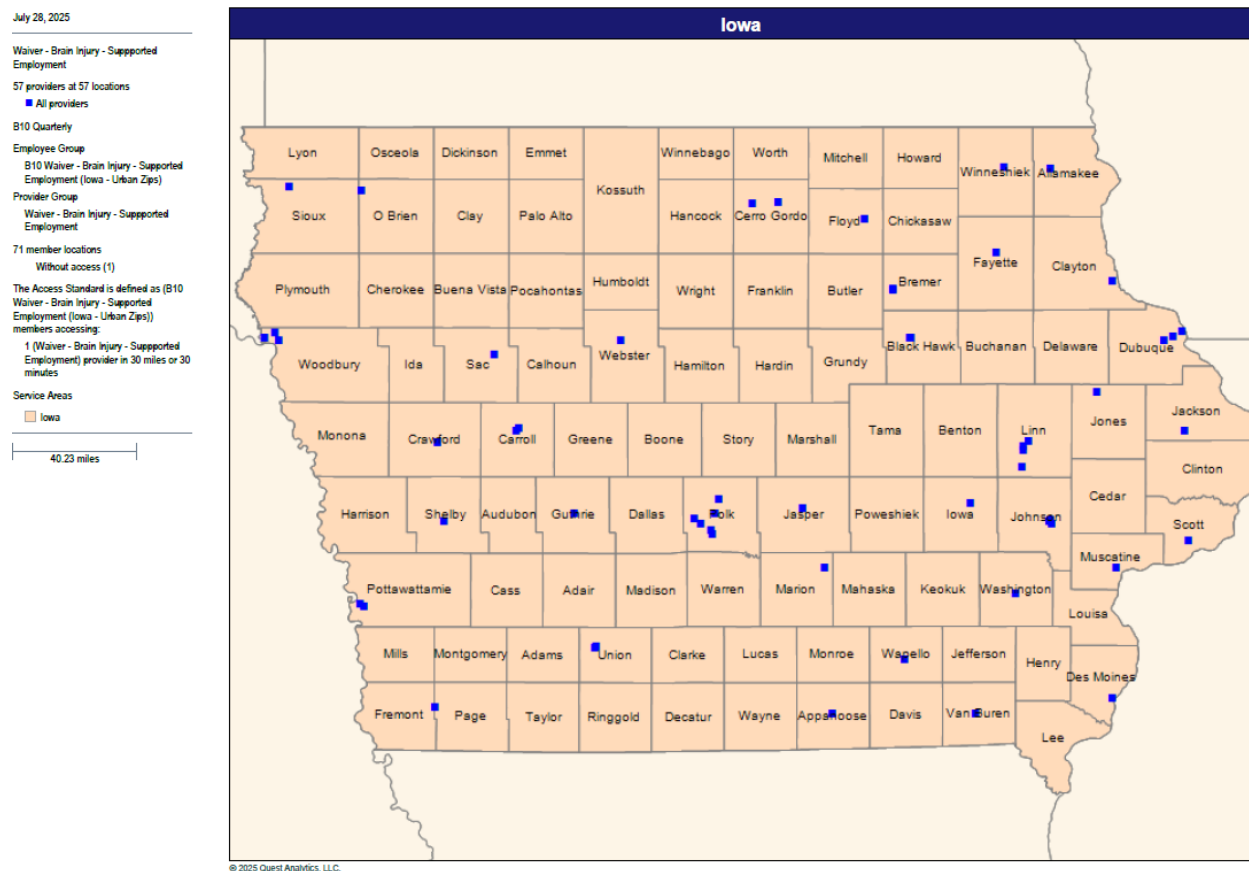 July 28, 2025
Waiver - Brain Injury - Suppported
Employment
57 providers at 57 locations
All providers
B10 Quarterly
Employee Group
B10 Waiver - Brain Injury - Supported
Employment (Iowa - Urban Zips)
Provider Group
Waiver - Brain Injury - Suppported
Employment
71 member locations
Without access (1)
The Access Standard is defined as (B10
Waiver - Brain Injury - Supported
Employment (Iowa - Urban Zips))
members accessing:
1 (Waiver - Brain Injury - Suppported
Employment) provider in 30 miles or 30
minutes
Service Areas
Iowa
40.23 miles
Iowa
Lyon Osceola Dickinson Emmet Winnebago Worth Mitchell Howard Winneshiek Allamakee
Kossuth
Sioux O Brien Clay Palo Alto Hancock Cerro Gordo Floyd Chickasaw
Fayette Clayton
Plymouth Cherokee Buena Vista Pocahontas Humboldt Wright Franklin Butler Bremer
Woodbury Ida Sac Calhoun Webster Hamilton Hardin Grundy Black Hawk Buchanan Delaware Dubuque
Monona Crawford Carroll Greene Boone Story Marshall Tama Benton Linn Jones Jackson
Clinton
Cedar
Harrison Shelby Audubon Guthrie Dallas Polk Jasper Poweshiek Iowa Johnson Scott
Muscatine
Pottawattamie Cass Adair Madison Warren Marion Mahaska Keokuk Washington
Louisa
Mills Montgomery Adams Union Clarke Lucas Monroe Wapello Jefferson Henry
Des Moines
Fremont Page Taylor Ringgold Decatur Wayne Appanoose Davis Van Buren
Lee
© 2025 Quest Analytics, LLC.